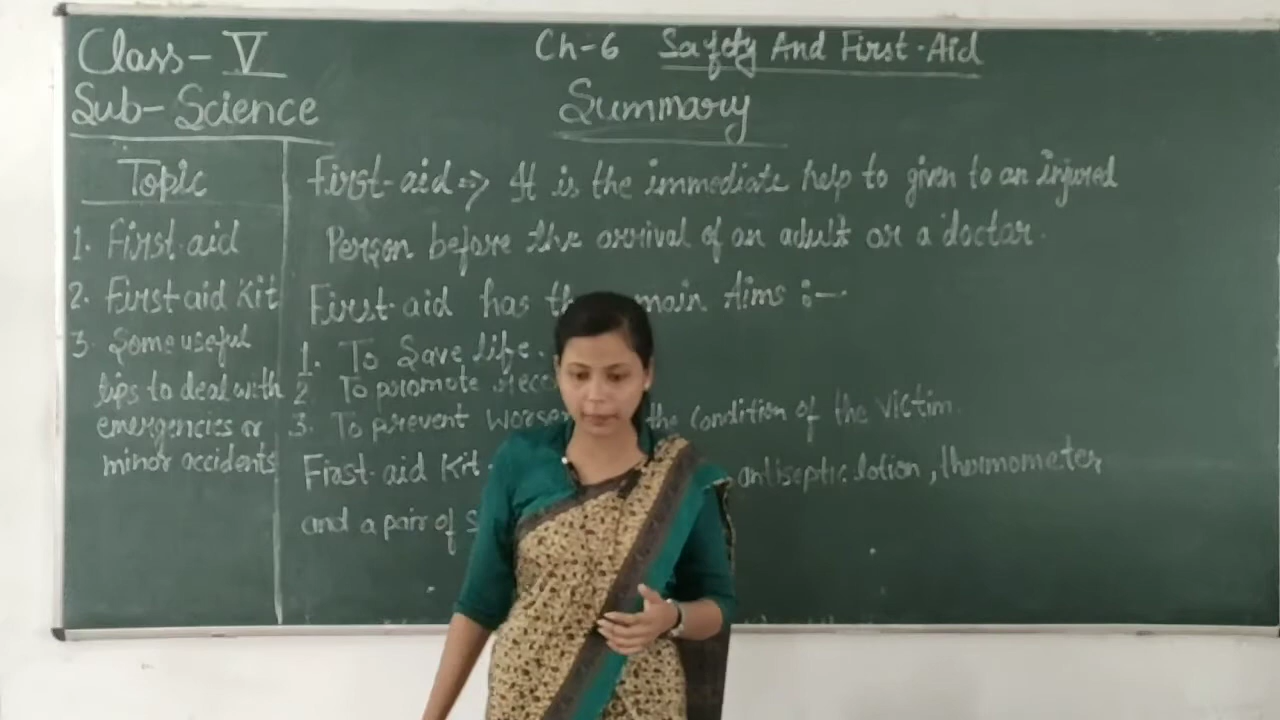 Class- V
Sub- Science
Ch-6 Safety And First-Aid
Summary
Topic
1. First-aid
2. First aid Kit
3. Some useful
tips to deal with
emergencies or
minor accidents
First-aid => It is the immediate help to given to an injured
Person before the arrival of an adult or a doctor.
First-aid has main Aims :-
1. To Save life.
2 To promote
3. To prevent the condition of the victim.
First-aid Kit antiseptic lotion, thermometer
and a pair of